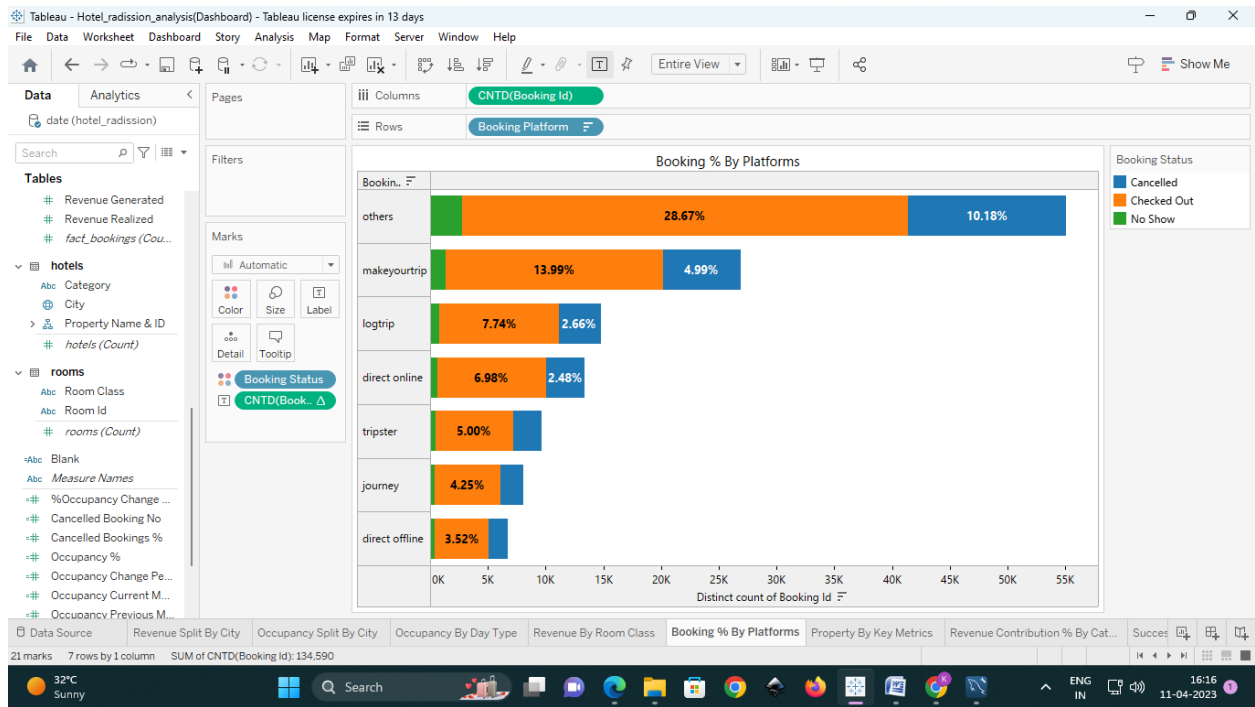 Tableau - Hotel_radission_analysis(Dashboard) - Tableau license expires in 13 days
File Data Worksheet Dashboard Story Analysis Map Format Server Window Help
Entire View
Show Me
Data Analytics
date (hotel_radission)
Search
Tables
Revenue Generated
Revenue Realized
fact_bookings (Cou...
hotels
Abc Category
City
Property Name & ID
hotels (Count)
rooms
Abc Room Class
Abc Room Id
rooms (Count)
=Abc Blank
Abc Measure Names
=# %Occupancy Change ...
=# Cancelled Booking No
=# Cancelled Bookings %
=# Occupancy %
=# Occupancy Change Pe...
=# Occupancy Current M...
=# Occupancy Previous M...
Pages
Filters
Marks
Automatic
Color Size Label
Detail Tooltip
Booking Status
CNTD(Book.. Δ
iii Columns CNTD(Booking Id)
Rows Booking Platform
Booking % By Platforms
Bookin..
others 28.67% 10.18%
makeyourtrip 13.99% 4.99%
logtrip 7.74% 2.66%
direct online 6.98% 2.48%
tripster 5.00%
journey 4.25%
direct offline 3.52%
0K 5K 10K 15K 20K 25K 30K 35K 40K 45K 50K 55K
Distinct count of Booking Id
Booking Status
Cancelled
Checked Out
No Show
Data Source Revenue Split By City Occupancy Split By City Occupancy By Day Type Revenue By Room Class Booking % By Platforms Property By Key Metrics Revenue Contribution % By Cat... Succes
21 marks 7 rows by 1 column SUM of CNTD(Booking Id): 134,590
32°C
Sunny
Search
ENG
IN
16:16
11-04-2023
1